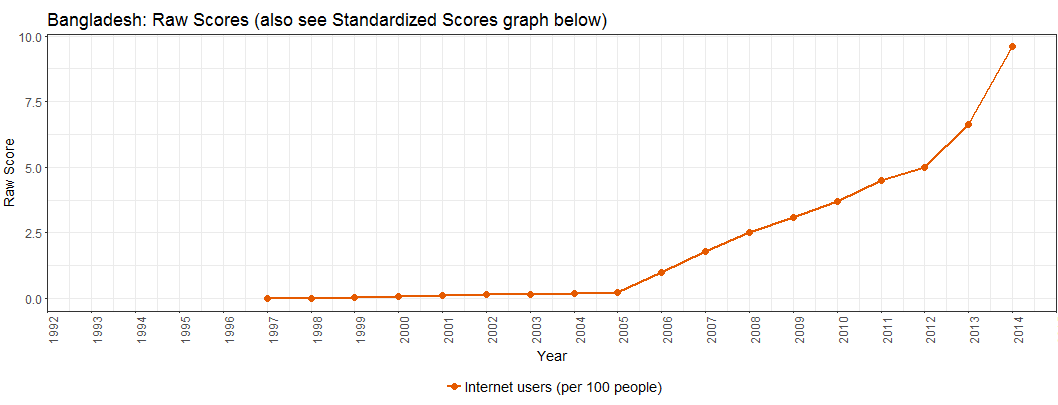 Bangladesh: Raw Scores (also see Standardized Scores graph below)
10.0
7.5
5.0
2.5
0.0
Raw Score
1992 1993 1994 1995 1996 1997 1998 1999 2000 2001 2002 2003 2004 2005 2006 2007 2008 2009 2010 2011 2012 2013 2014
Year
Internet users (per 100 people)